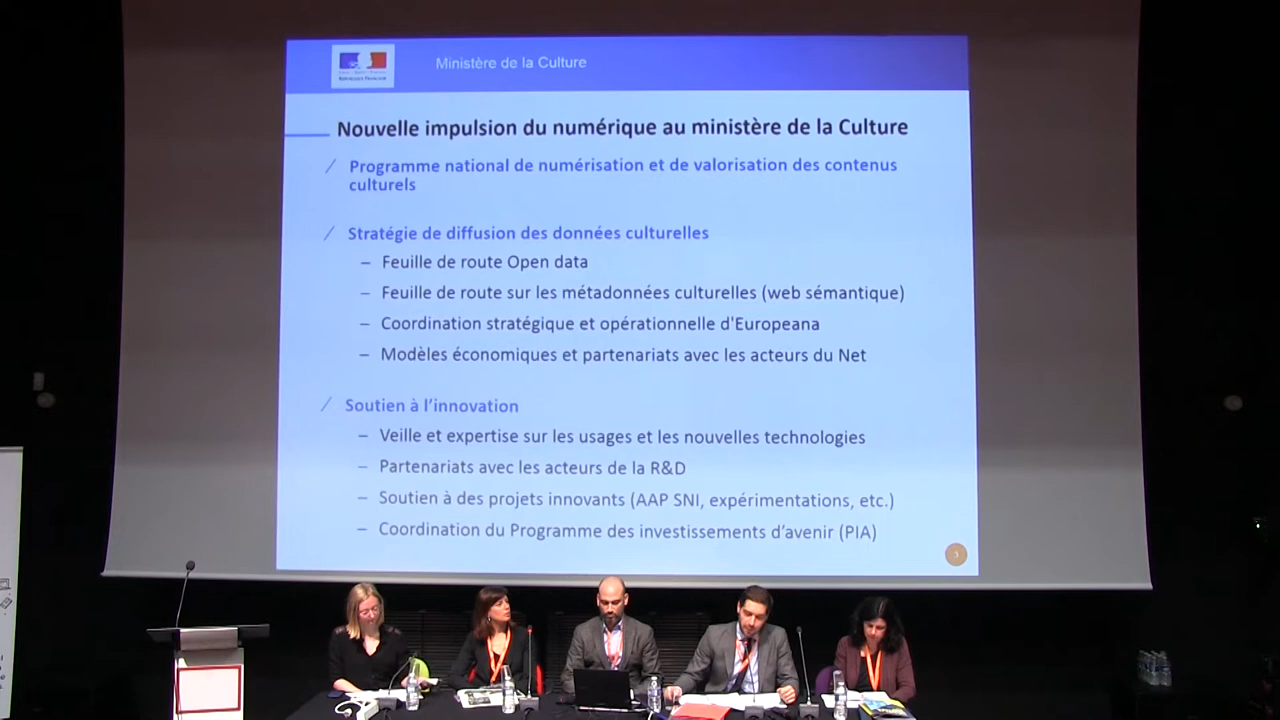 Ministère de la Culture
RÉPUBLIQUE FRANÇAISE
Nouvelle impulsion du numérique au ministère de la Culture
Programme national de numérisation et de valorisation des contenus
culturels
Stratégie de diffusion des données culturelles
– Feuille de route Open data
– Feuille de route sur les métadonnées culturelles (web sémantique)
– Coordination stratégique et opérationnelle d'Europeana
– Modèles économiques et partenariats avec les acteurs du Net
Soutien à l’innovation
– Veille et expertise sur les usages et les nouvelles technologies
– Partenariats avec les acteurs de la R&D
– Soutien à des projets innovants (AAP SNI, expérimentations, etc.)
– Coordination du Programme des investissements d’avenir (PIA)
3